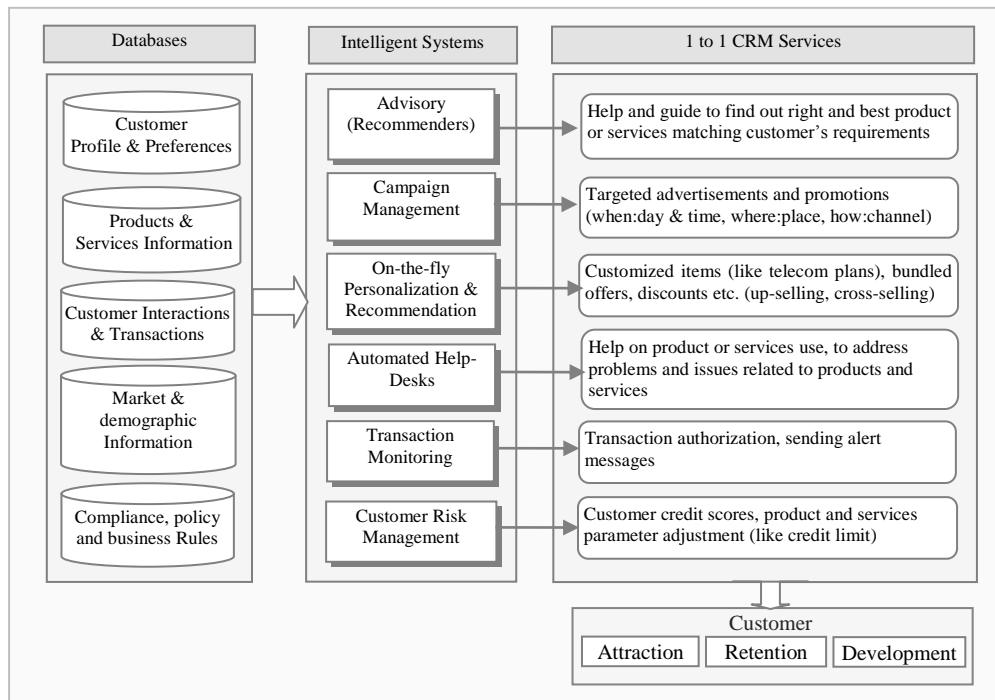 Databases
Intelligent Systems
1 to 1 CRM Services
Customer
Profile & Preferences
Products &
Services Information
Customer Interactions
& Transactions
Market &
demographic
Information
Compliance, policy
and business Rules
Advisory
(Recommenders)
Campaign
Management
On-the-fly
Personalization &
Recommendation
Automated Help-
Desks
Transaction
Monitoring
Customer Risk
Management
Help and guide to find out right and best product
or services matching customer’s requirements
Targeted advertisements and promotions
(when:day & time, where:place, how:channel)
Customized items (like telecom plans), bundled
offers, discounts etc. (up-selling, cross-selling)
Help on product or services use, to address
problems and issues related to products and
services
Transaction authorization, sending alert
messages
Customer credit scores, product and services
parameter adjustment (like credit limit)
Customer
Attraction
Retention
Development